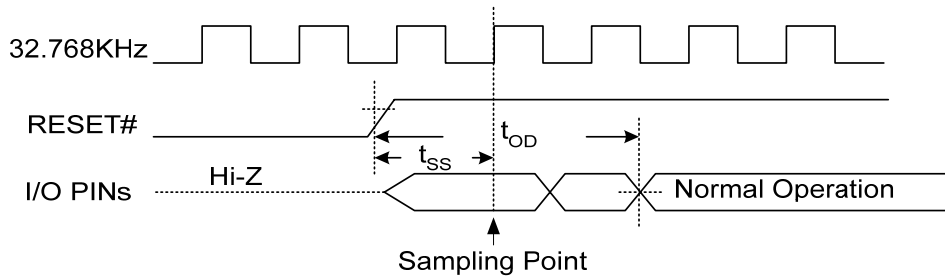 32.768KHz
RESET#
tOD
tSS
Hi-Z
I/O PINs
Normal Operation
Sampling Point